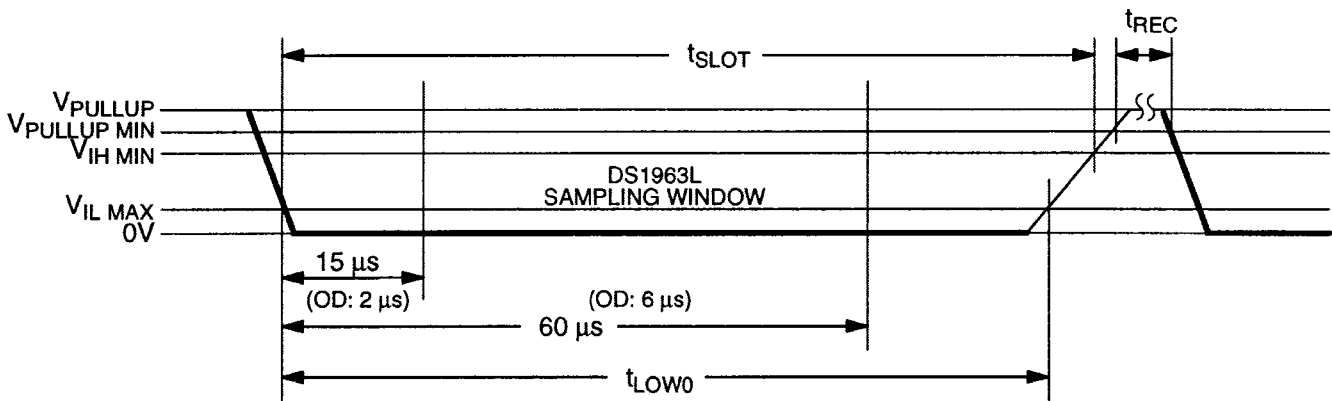 tREC
tSLOT
VPULLUP
VPULLUP MIN
VIH MIN
DS1963L
SAMPLING WINDOW
VIL MAX
0V
15 µs
(OD: 2 µs)
(OD: 6 µs)
60 µs
tLOW0